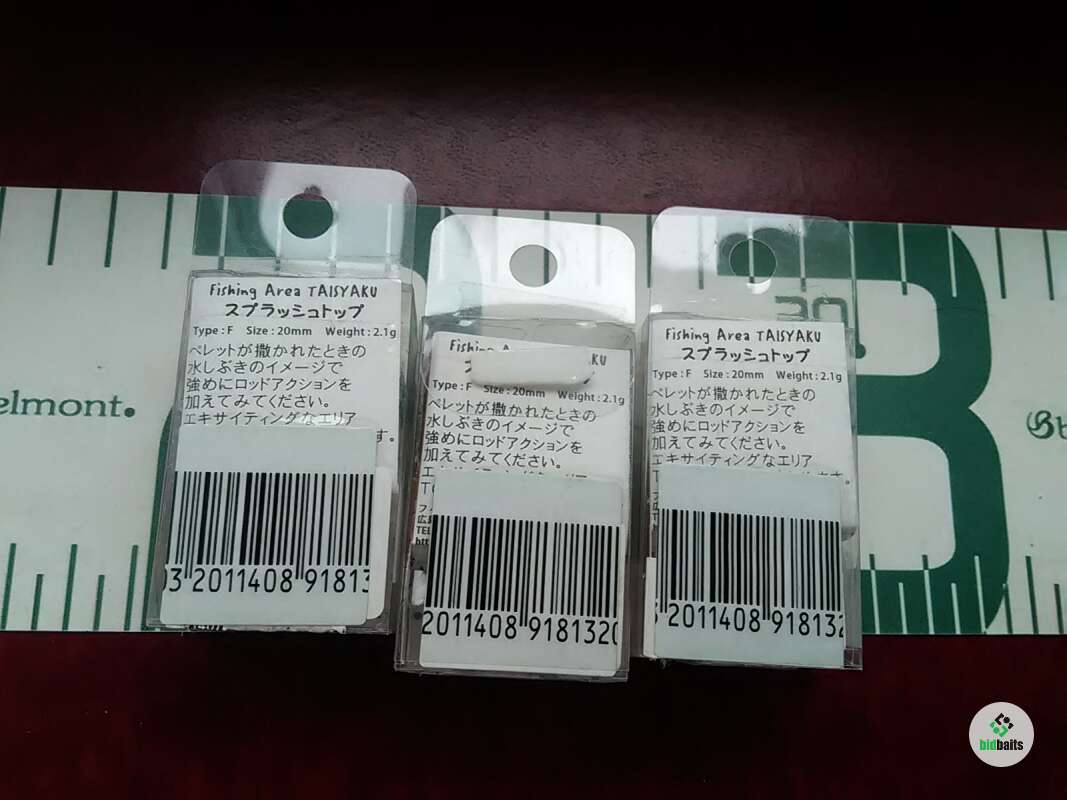 Fishing Area TAISYAKU
スプラッシュトップ
Type : F Size : 20mm Weight : 2.1g
ペレットが撒かれたときの
水しぶきのイメージで
強めにロッドアクションを
加えてみてください。
エキサイティングなエリア
す。
2011408 91813
Fishing
Type : F Size : 20mm Weight : 2.1g
ペレットが撒かれたときの
水しぶきのイメージで
強めにロッドアクションを
加えてみてください。
TEL
2011408 918132
Fishing Area TAISYAKU
スプラッシュトップ
Type : F Size : 20mm Weight : 2.1g
ペレットが撒かれたときの
水しぶきのイメージで
強めにロッドアクションを
加えてみてください。
エキサイティングなエリア
2011408 918132
elmont.
30
3
bidbaits